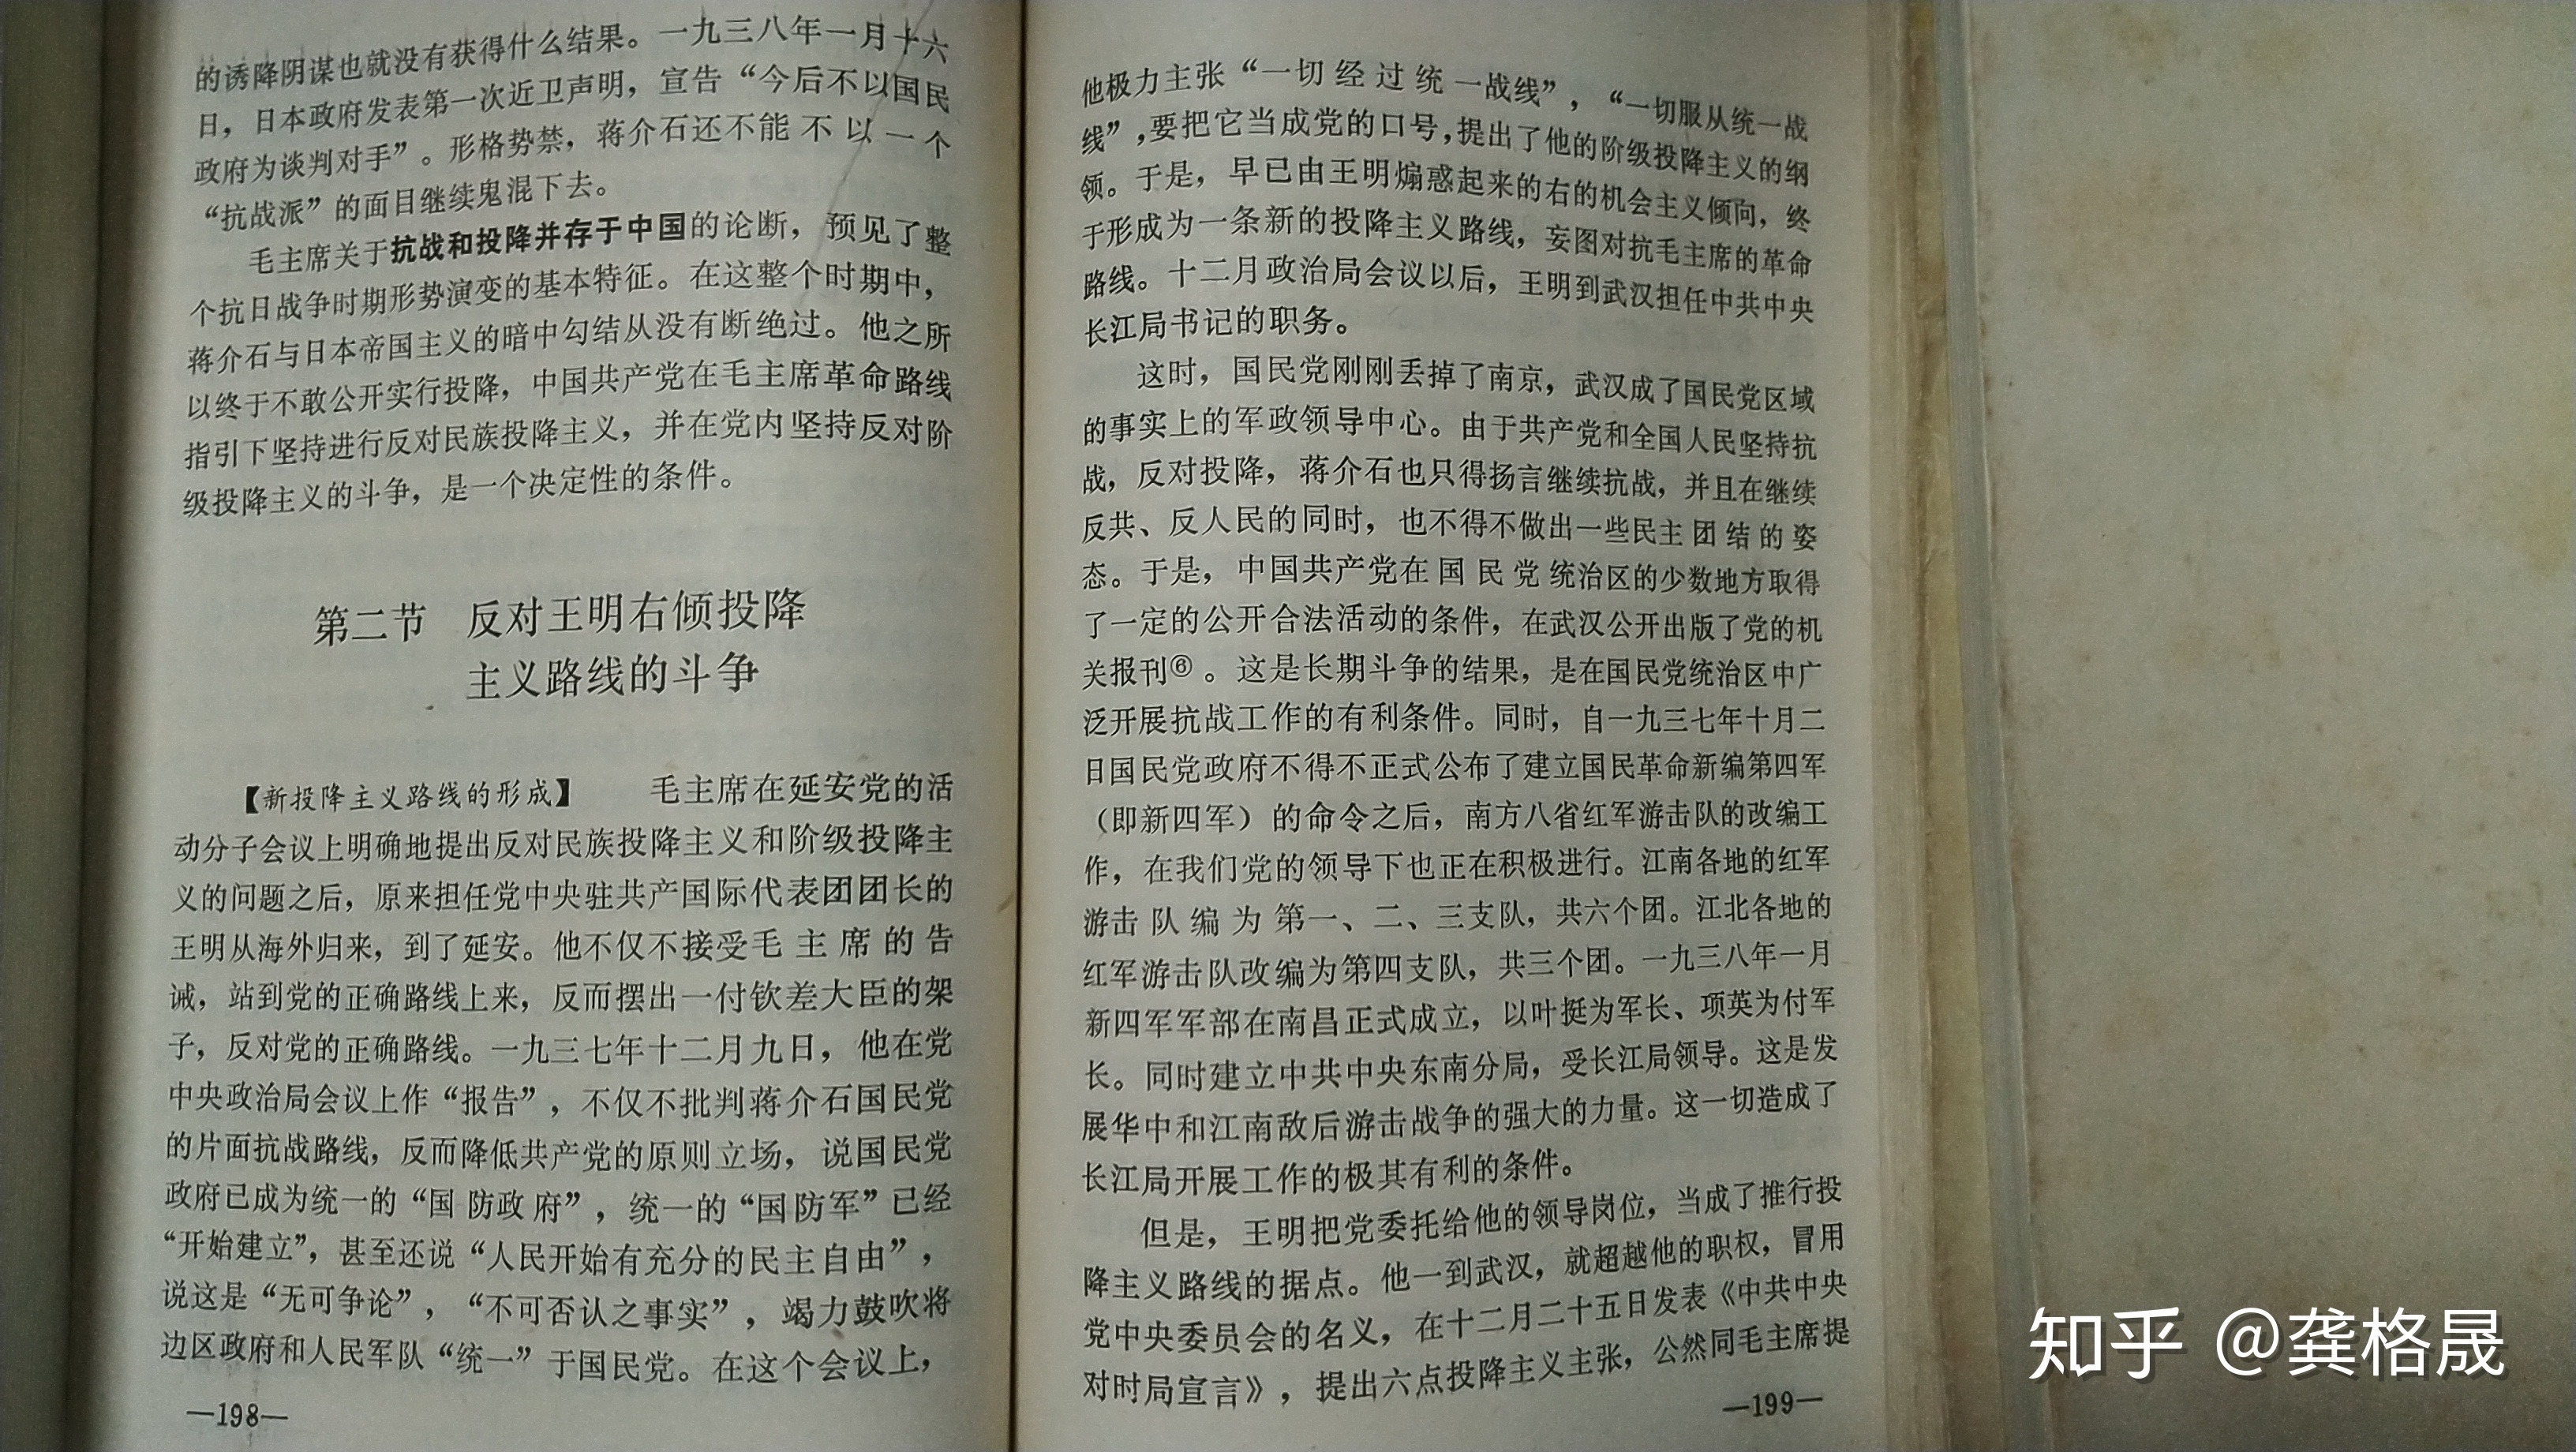 的诱降阴谋也就没有获得什么结果。一九三八年一月十六
日，日本政府发表第一次近卫声明，宣告“今后不以国民
政府为谈判对手”。形格势禁，蒋介石还不能不以一个
“抗战派”的面目继续鬼混下去。
毛主席关于抗战和投降并存于中国的论断，预见了整
个抗日战争时期形势演变的基本特征。在这整个时期中，
蒋介石与日本帝国主义的暗中勾结从没有断绝过。他之所
以终于不敢公开实行投降，中国共产党在毛主席革命路线
指引下坚持进行反对民族投降主义，并在党内坚持反对阶
级投降主义的斗争，是一个决定性的条件。
第二节 反对王明右倾投降
主义路线的斗争
【新投降主义路线的形成】 毛主席在延安党的活
动分子会议上明确地提出反对民族投降主义和阶级投降主
义的问题之后，原来担任党中央驻共产国际代表团团长的
王明从海外归来，到了延安。他不仅不接受毛主席的告
诫，站到党的正确路线上来，反而摆出一付钦差大臣的架
子，反对党的正确路线。一九三七年十二月九日，他在党
中央政治局会议上作“报告”，不仅不批判蒋介石国民党
的片面抗战路线，反而降低共产党的原则立场，说国民党
政府已成为统一的“国防政府”，统一的“国防军”已经
“开始建立”，甚至还说“人民开始有充分的民主自由”，
说这是“无可争论”，“不可否认之事实”，竭力鼓吹将
边区政府和人民军队“统一”于国民党。在这个会议上，
—198—
他极力主张“一切经过统一战线”，“一切服从统一战
线”，要把它当成党的口号，提出了他的阶级投降主义的纲
领。于是，早已由王明煽惑起来的右的机会主义倾向，终
于形成为一条新的投降主义路线，妄图对抗毛主席的革命
路线。十二月政治局会议以后，王明到武汉担任中共中央
长江局书记的职务。
这时，国民党刚刚丢掉了南京，武汉成了国民党区域
的事实上的军政领导中心。由于共产党和全国人民坚持抗
战，反对投降，蒋介石也只得扬言继续抗战，并且在继续
反共、反人民的同时，也不得不做出一些民主团结的姿
态。于是，中国共产党在国民党统治区的少数地方取得
了一定的公开合法活动的条件，在武汉公开出版了党的机
关报刊⑥。这是长期斗争的结果，是在国民党统治区中广
泛开展抗战工作的有利条件。同时，自一九三七年十月二
日国民党政府不得不正式公布了建立国民革命新编第四军
（即新四军）的命令之后，南方八省红军游击队的改编工
作，在我们党的领导下也正在积极进行。江南各地的红军
游击队编为第一、二、三支队，共六个团。江北各地的
红军游击队改编为第四支队，共三个团。一九三八年一月
新四军军部在南昌正式成立，以叶挺为军长、项英为付军
长。同时建立中共中央东南分局，受长江局领导。这是发
展华中和江南敌后游击战争的强大的力量。这一切造成了
长江局开展工作的极其有利的条件。
但是，王明把党委托给他的领导岗位，当成了推行投
降主义路线的据点。他一到武汉，就超越他的职权，冒用
党中央委员会的名义，在十二月二十五日发表《中共中央
对时局宣言》，提出六点投降主义主张，公然同毛主席提
—199—
知乎 @龚格晟